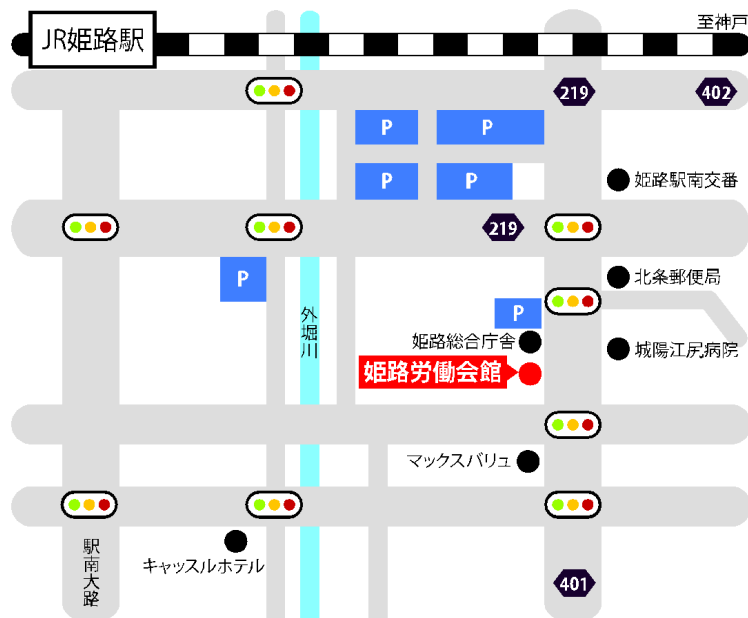 至神戸
JR姫路駅
219
402
P
P
P
P
姫路駅南交番
219
P
北条郵便局
外堀川
P
姫路総合庁舎
城陽江尻病院
姫路労働会館
マックスバリュ
駅南大路
キャッスルホテル
401